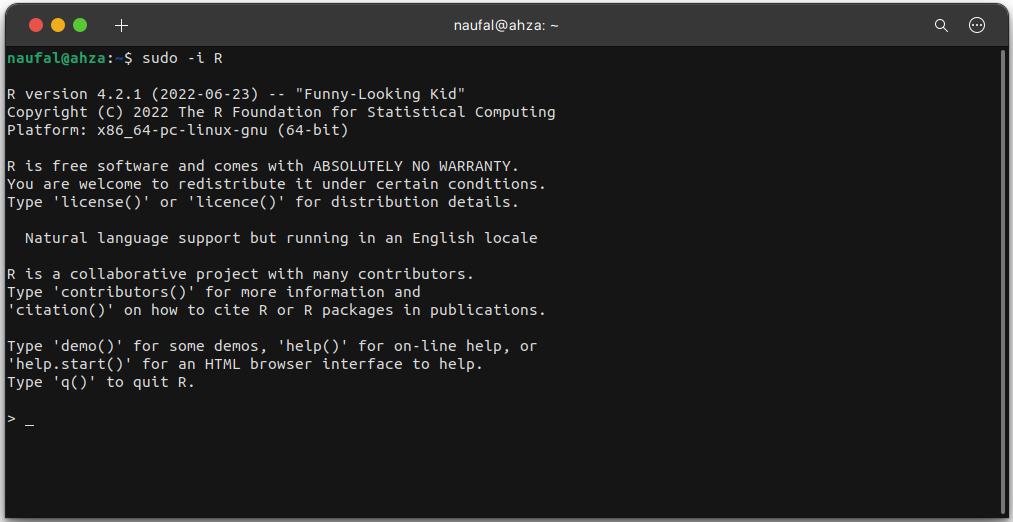 naufal@ahza: ~
naufal@ahza:~$ sudo -i R
R version 4.2.1 (2022-06-23) -- "Funny-Looking Kid"
Copyright (C) 2022 The R Foundation for Statistical Computing
Platform: x86_64-pc-linux-gnu (64-bit)
R is free software and comes with ABSOLUTELY NO WARRANTY.
You are welcome to redistribute it under certain conditions.
Type 'license()' or 'licence()' for distribution details.
Natural language support but running in an English locale
R is a collaborative project with many contributors.
Type 'contributors()' for more information and
'citation()' on how to cite R or R packages in publications.
Type 'demo()' for some demos, 'help()' for on-line help, or
'help.start()' for an HTML browser interface to help.
Type 'q()' to quit R.
> _